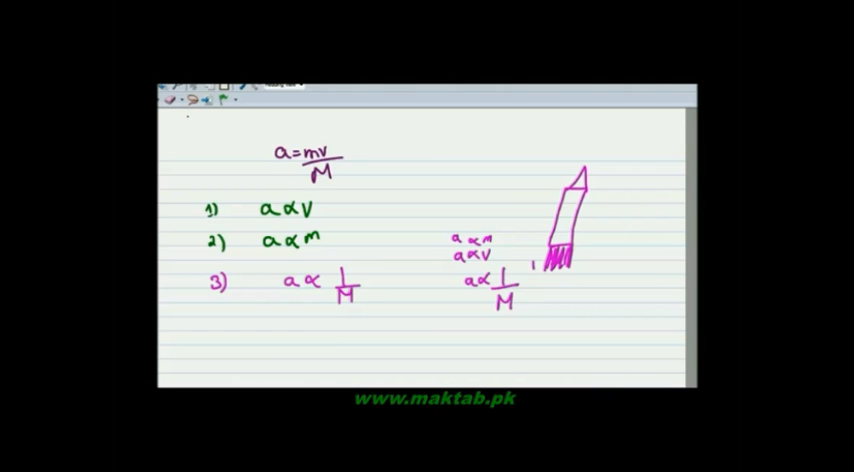 a = mv/M
1) a ∝ v
2) a ∝ m
3) a ∝ 1/M
a ∝ m
a ∝ v
a ∝ 1/M
www.maktab.pk